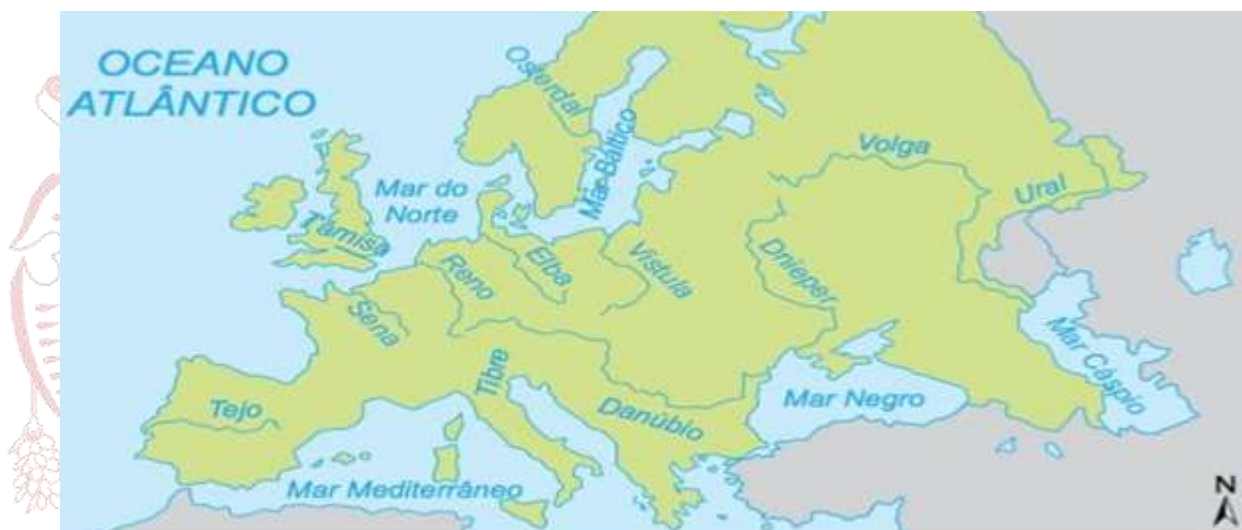 OCEANO
ATLÂNTICO
Osterdal
Mar Báltico
Volga
Ural
Mar do
Norte
Tâmisa
Reno
Elba
Vístula
Dnieper
Sena
Tibre
Mar Cáspio
Tejo
Danúbio
Mar Negro
Mar Mediterrâneo
N